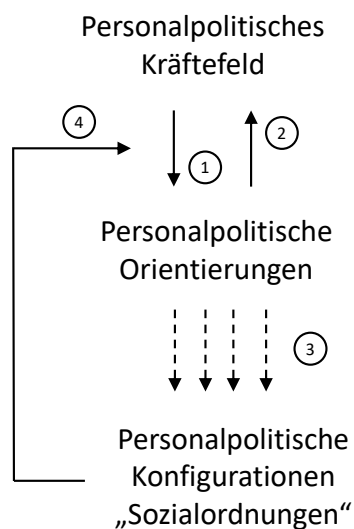 Personalpolitisches
Kräftefeld
4
2
1
Personalpolitische
Orientierungen
3
Personalpolitische
Konfigurationen
„Sozialordnungen“